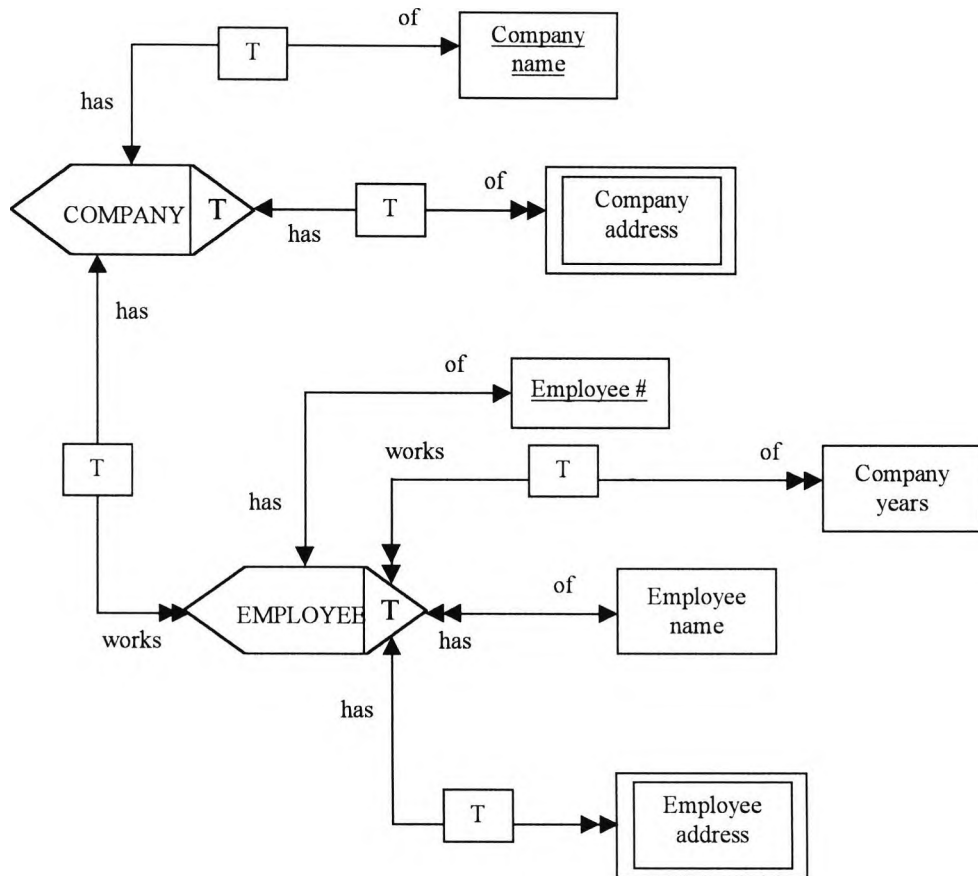 of
T
Company
name
has
COMPANY T
has
T
of
Company
address
has
of
Employee #
T
works
T
of
Company
years
has
of
EMPLOYEE T
Employee
name
works
has
has
T
Employee
address